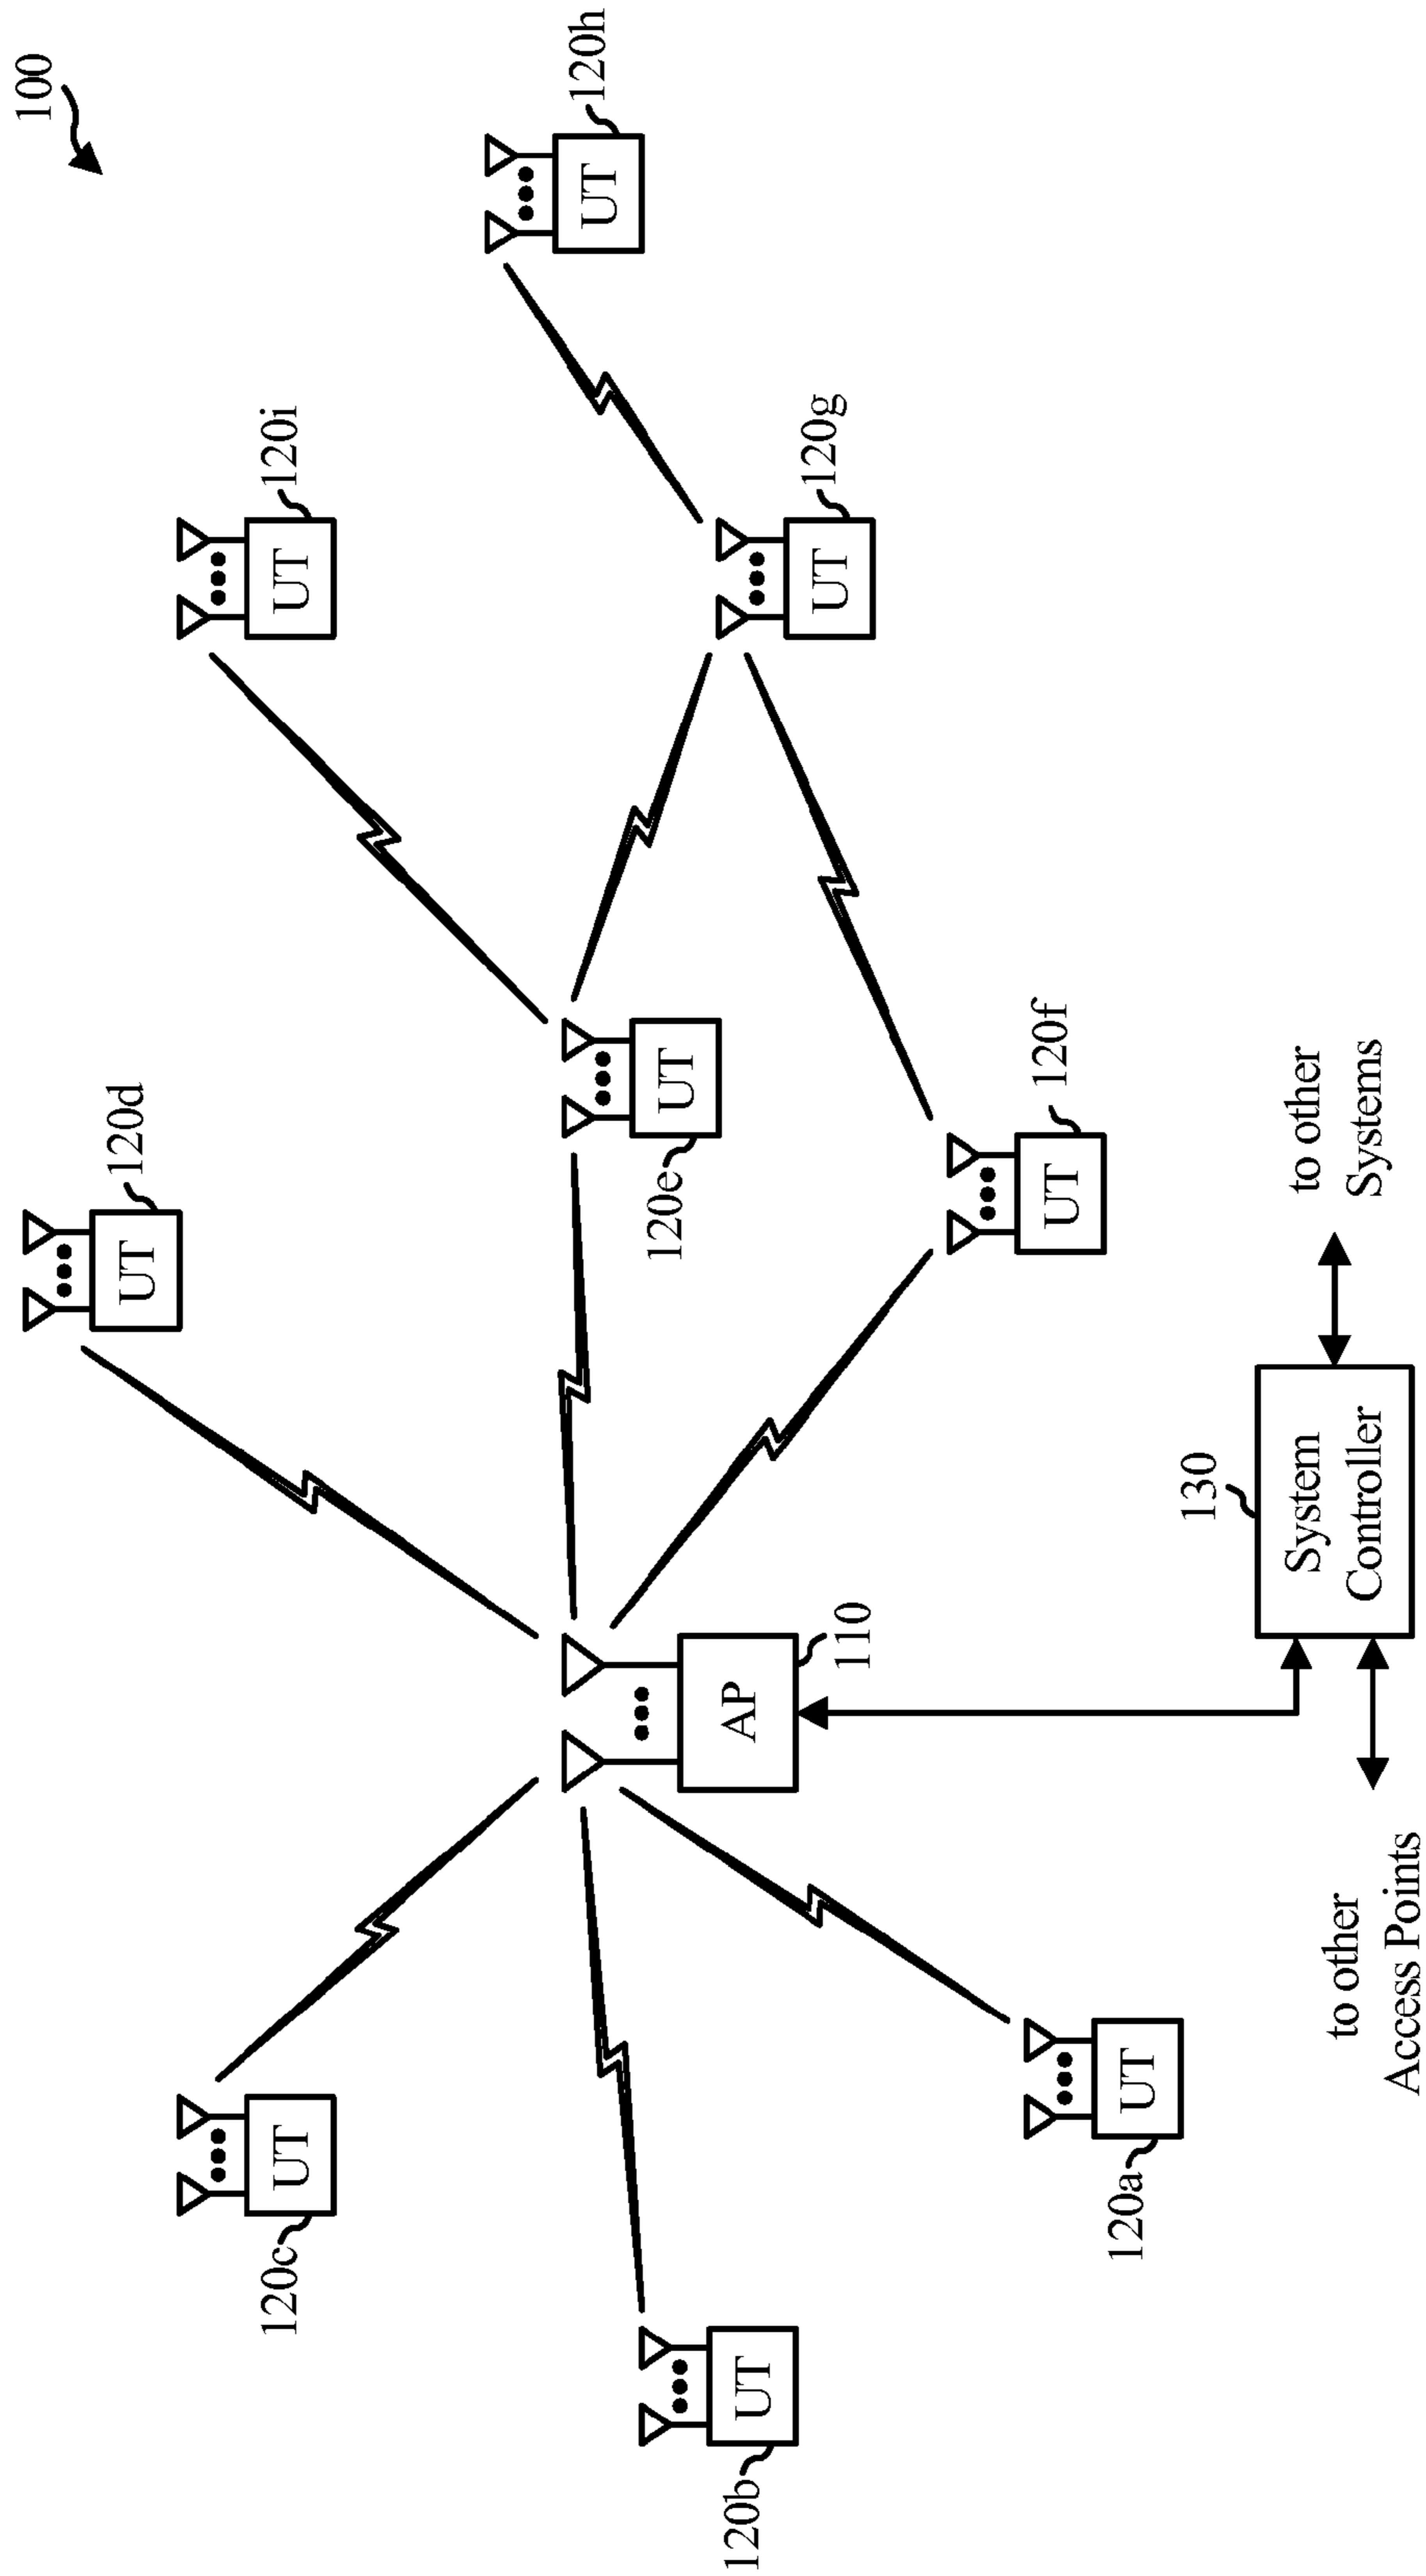 100
UT
120d
UT
120c
UT
120i
UT
120h
AP
110
UT
120e
UT
120b
UT
120g
UT
120f
UT
120a
130
System
Controller
to other
Systems
to other
Access Points